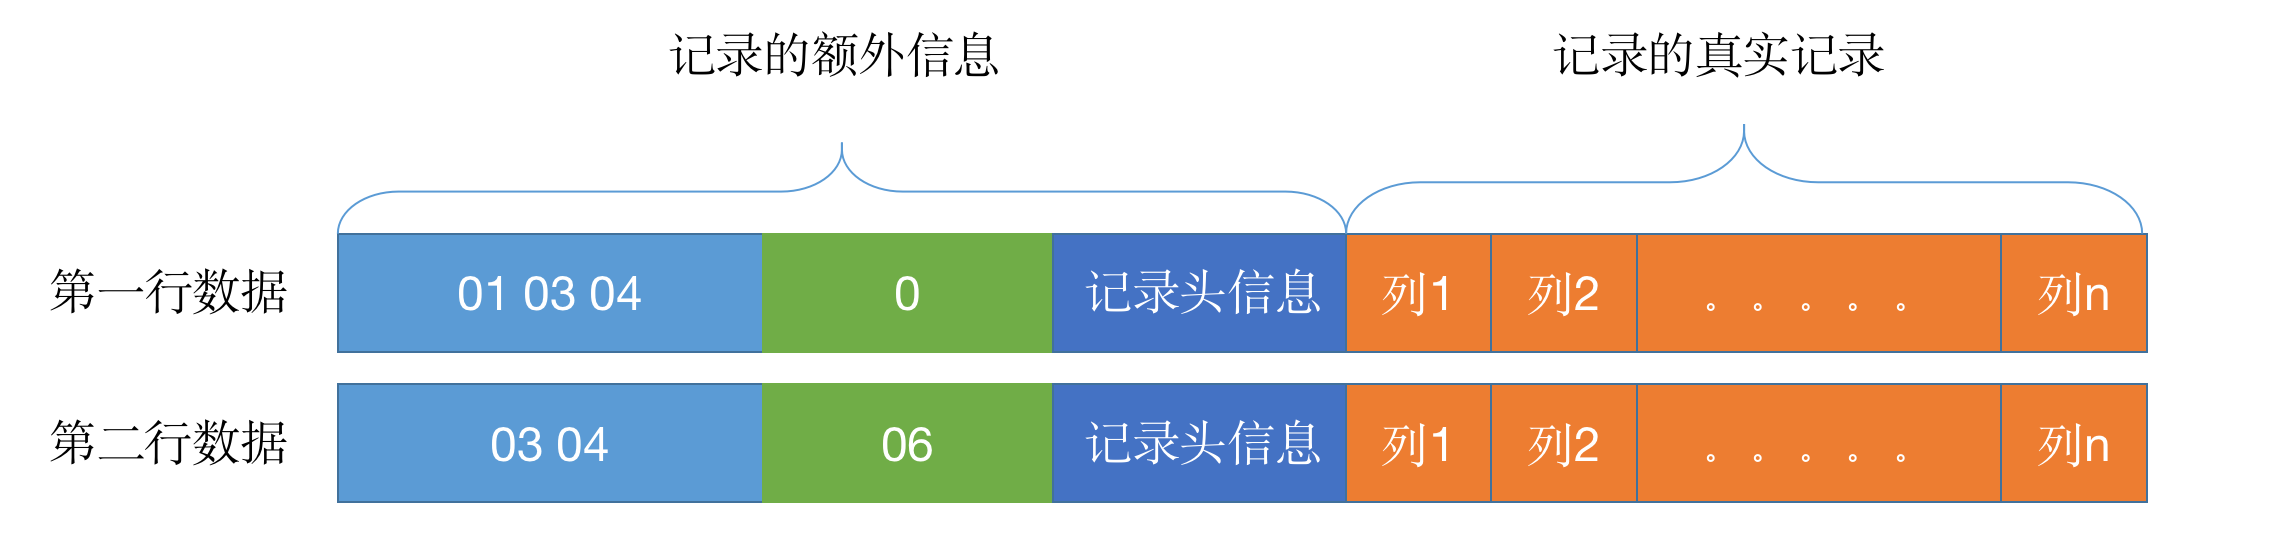 记录的额外信息 记录的真实记录
第一行数据 01 03 04 0 记录头信息 列1 列2 。。。。。 列n
第二行数据 03 04 06 记录头信息 列1 列2 。。。。。 列n